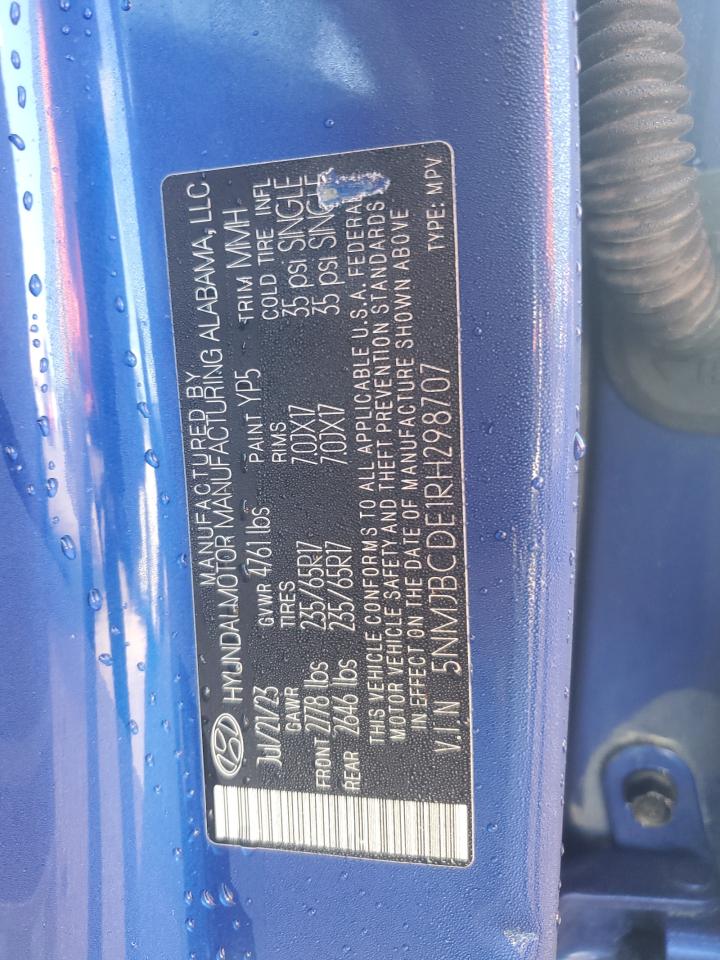 MANUFACTURED BY
HYUNDAI MOTOR MANUFACTURING ALABAMA, LLC
Jul/21/23 GVWR 4761 lbs PAINT YP5 TRIM MMH
GAWR TIRES RIMS COLD TIRE INFL
FRONT 2778 lbs 235/65R17 7.0JX17 35 psi SINGLE
REAR 2646 lbs 235/65R17 7.0JX17 35 psi SINGLE
THIS VEHICLE CONFORMS TO ALL APPLICABLE U.S.A. FEDERAL
MOTOR VEHICLE SAFETY AND THEFT PREVENTION STANDARDS
IN EFFECT ON THE DATE OF MANUFACTURE SHOWN ABOVE
V.I.N 5NMJBCDE1RH298707 TYPE: MPV